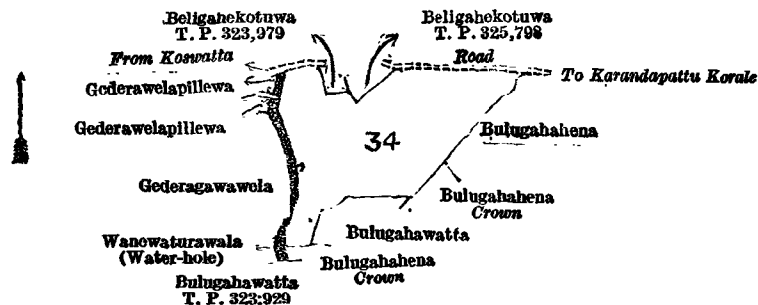 Beligahekotuwa
T. P. 323,979
Beligahekotuwa
T. P. 325,798
From Koswatta
Road
To Karandapattu Korale
Gederawelapillewa
Gederawelapillewa
Bulugahahena
34
Gederagawawela
Bulugahahena
Crown
Wanowaturawala
(Water-hole)
Bulugahawatta
Bulugahahena
Crown
Bulugahawatta
T. P. 323,929